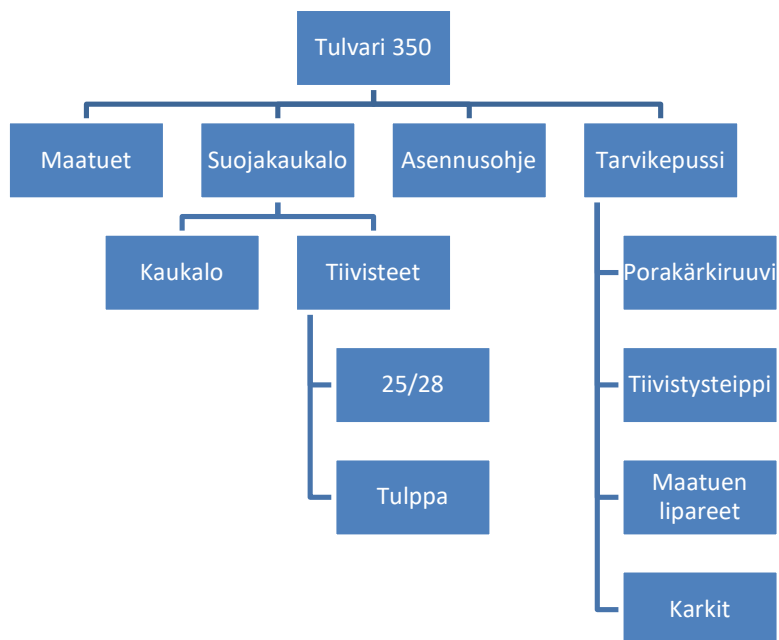 Tulvari 350
Maatuet
Suojakaukalo
Asennusohje
Tarvikepussi
Kaukalo
Tiivisteet
Porakärkiruuvi
25/28
Tiivistysteippi
Tulppa
Maatuen
lipareet
Karkit